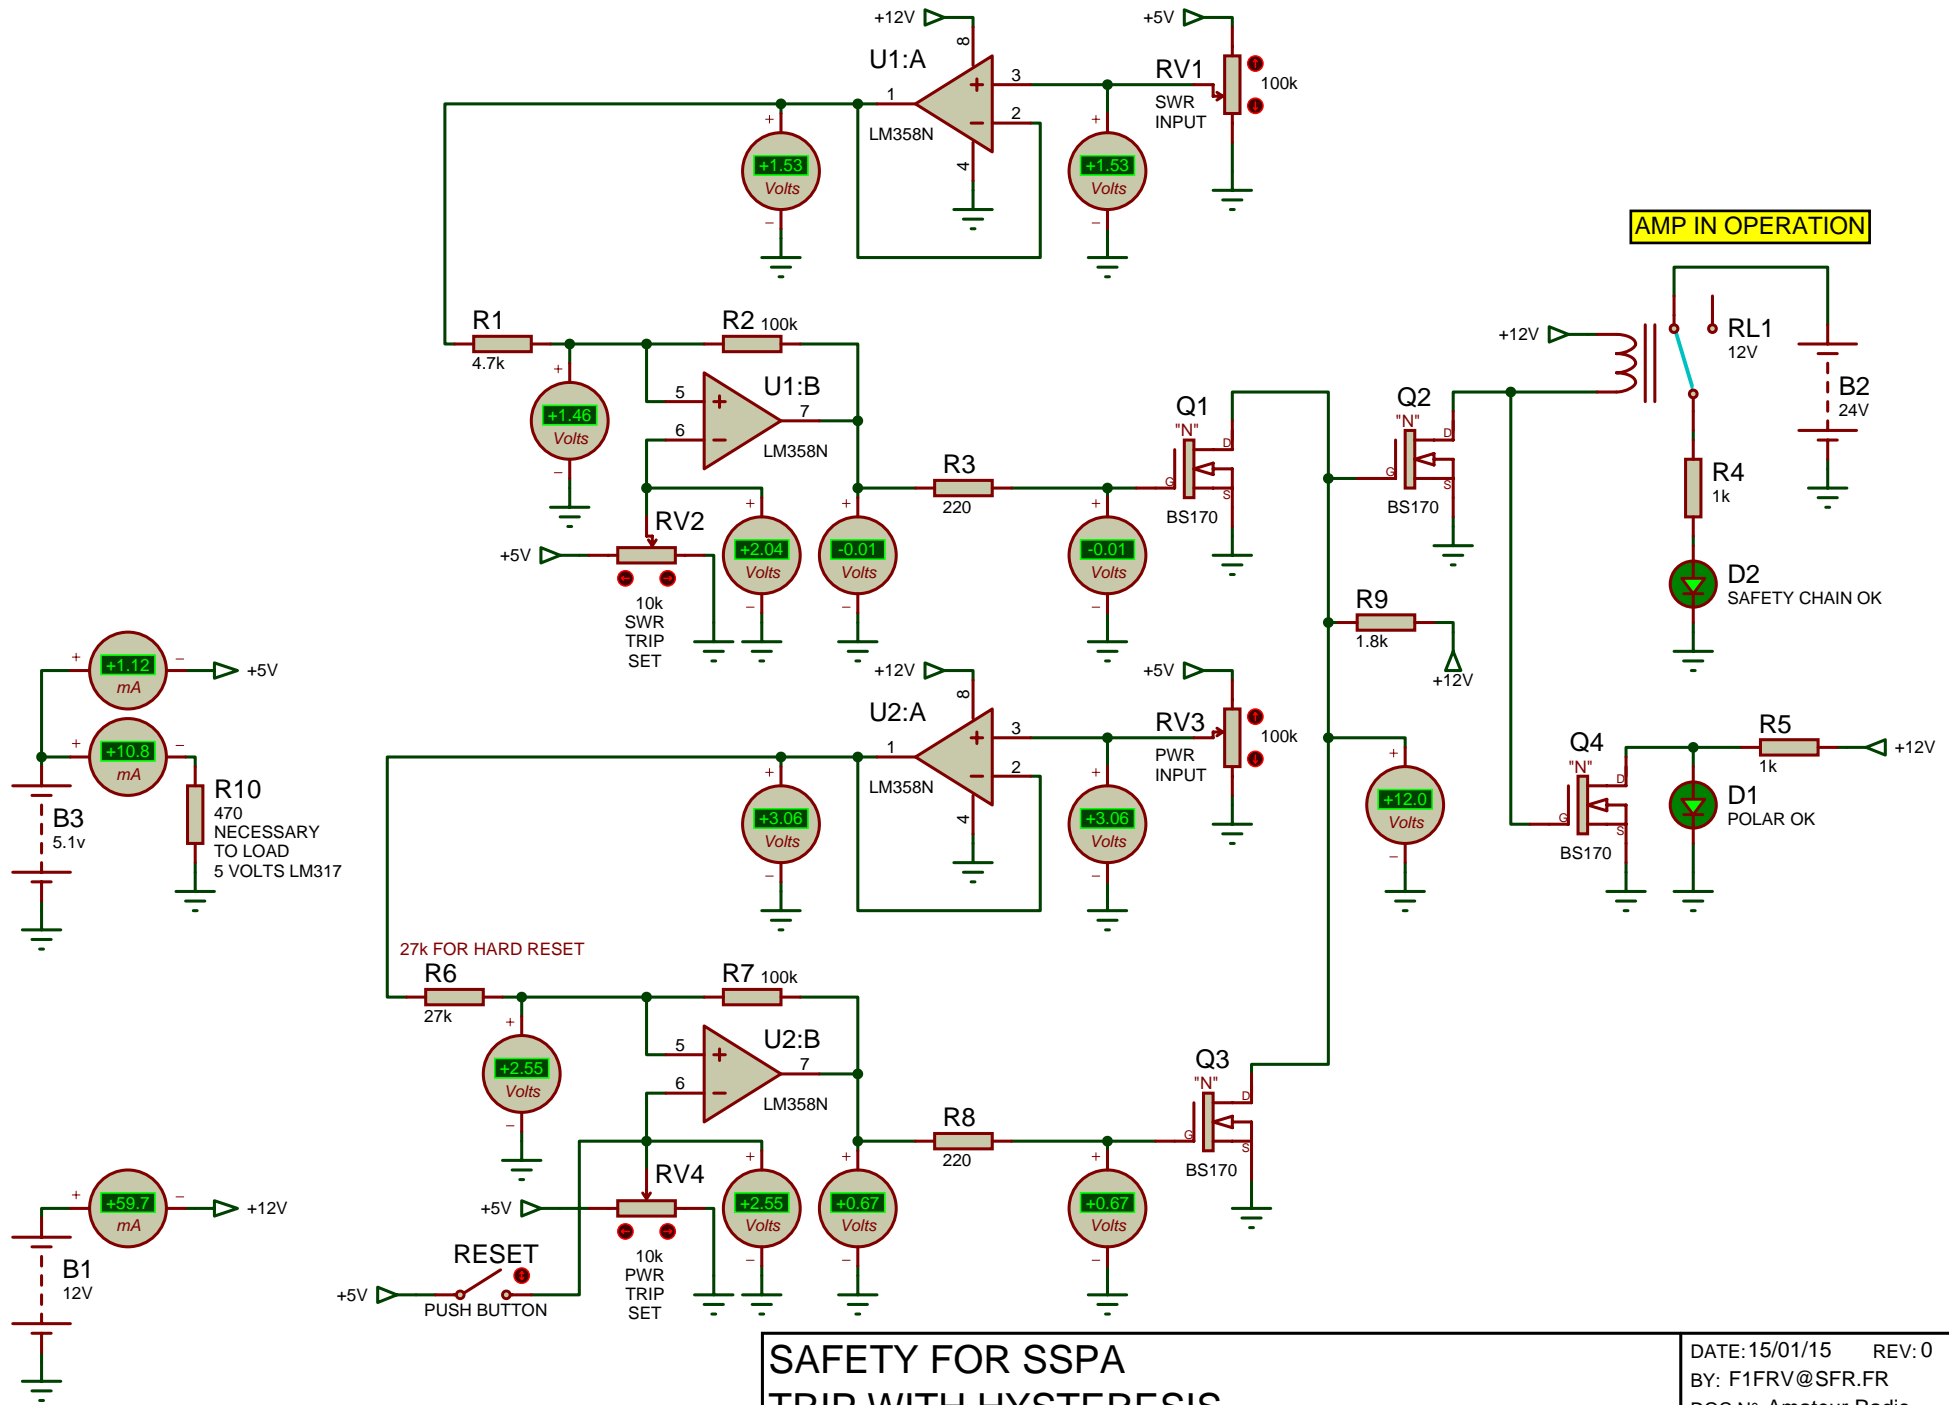 +12V
+5V
U1:A
8
3
1
2
4
LM358N
RV1
100k
SWR
INPUT
+
+1.53
Volts
−
+
+1.53
Volts
−
AMP IN OPERATION
R1
4.7k
R2 100k
U1:B
5
6
7
LM358N
+
+1.46
Volts
−
+12V
RL1
12V
B2
24V
Q1
"N"
D
G
S
BS170
Q2
"N"
D
G
S
BS170
R3
220
R4
1k
RV2
+5V
10k
SWR
TRIP
SET
+
+2.04
Volts
−
+
-0.01
Volts
−
+
-0.01
Volts
−
D2
SAFETY CHAIN OK
R9
1.8k
+12V
+
+1.12
mA
−
+5V
+
+10.8
mA
−
B3
5.1v
R10
470
NECESSARY
TO LOAD
5 VOLTS LM317
+12V
+5V
U2:A
8
3
1
2
4
LM358N
RV3
100k
PWR
INPUT
+
+3.06
Volts
−
+
+3.06
Volts
−
+
+12.0
Volts
−
Q4
"N"
D
G
S
BS170
R5
1k
+12V
D1
POLAR OK
27k FOR HARD RESET
R6
27k
R7 100k
U2:B
5
6
7
LM358N
+
+2.55
Volts
−
Q3
"N"
D
G
S
BS170
R8
220
RV4
+5V
10k
PWR
TRIP
SET
+
+2.55
Volts
−
+
+0.67
Volts
−
+
+0.67
Volts
−
+
+59.7
mA
−
+12V
B1
12V
RESET
+5V
PUSH BUTTON
SAFETY FOR SSPA
TRIP WITH HYSTERESIS
DATE: 15/01/15 REV: 0
BY: F1FRV@SFR.FR
DOC N° Amateur Radio